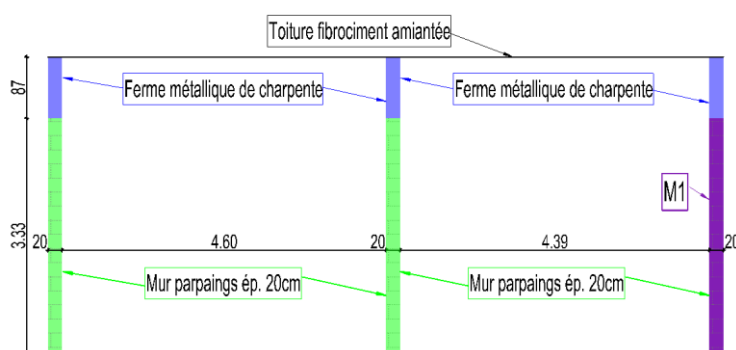 Toiture fibrociment amiantée
87
Ferme métallique de charpente
Ferme métallique de charpente
M1
3.33
20
4.60
20
4.39
20
Mur parpaings ép. 20cm
Mur parpaings ép. 20cm